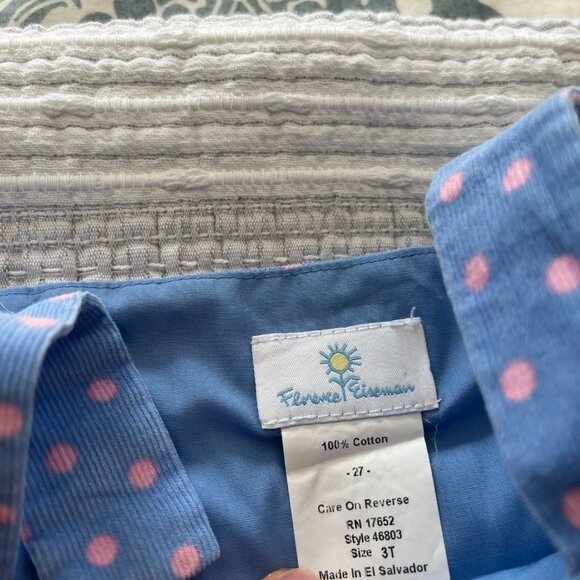 Florence Eiseman
100% Cotton
- 27 -
Care On Reverse
RN 17652
Style 46803
Size 3T
Made In El Salvador